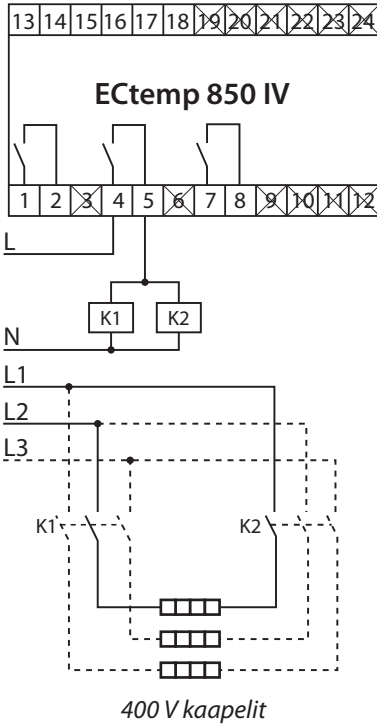 13 14 15 16 17 18 19 20 21 22 23 24
ECtemp 850 IV
1 2 3 4 5 6 7 8 9 10 11 12
L
K1 K2
N
L1
L2
L3
K1 K2
400 V kaapelit